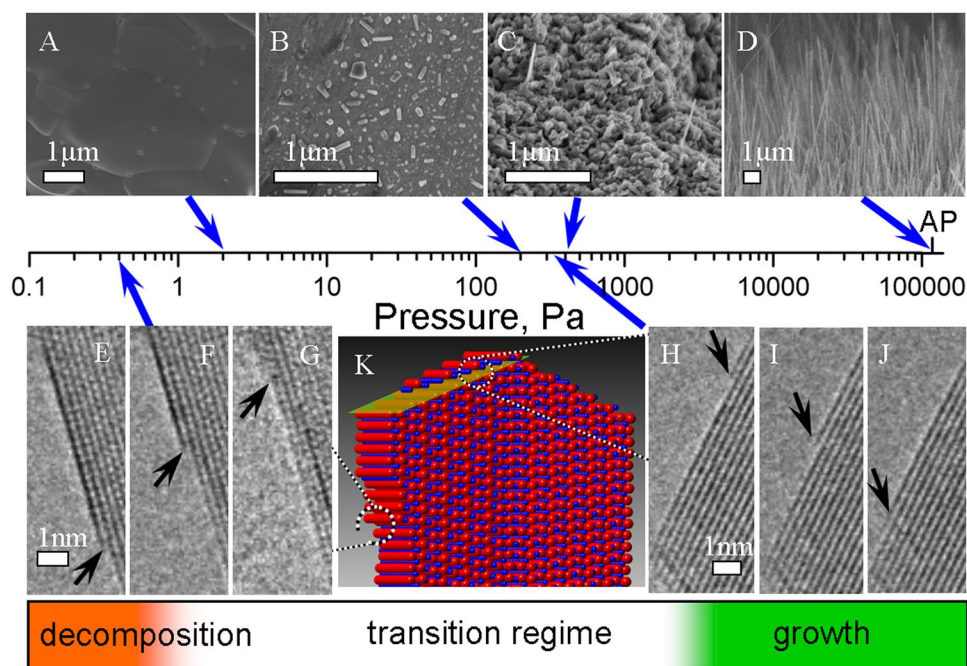 A
B
C
D
1μm
1μm
1μm
1μm
AP
0.1
1
10
100
1000
10000
100000
Pressure, Pa
E
F
G
K
H
I
J
1nm
1nm
decomposition
transition regime
growth